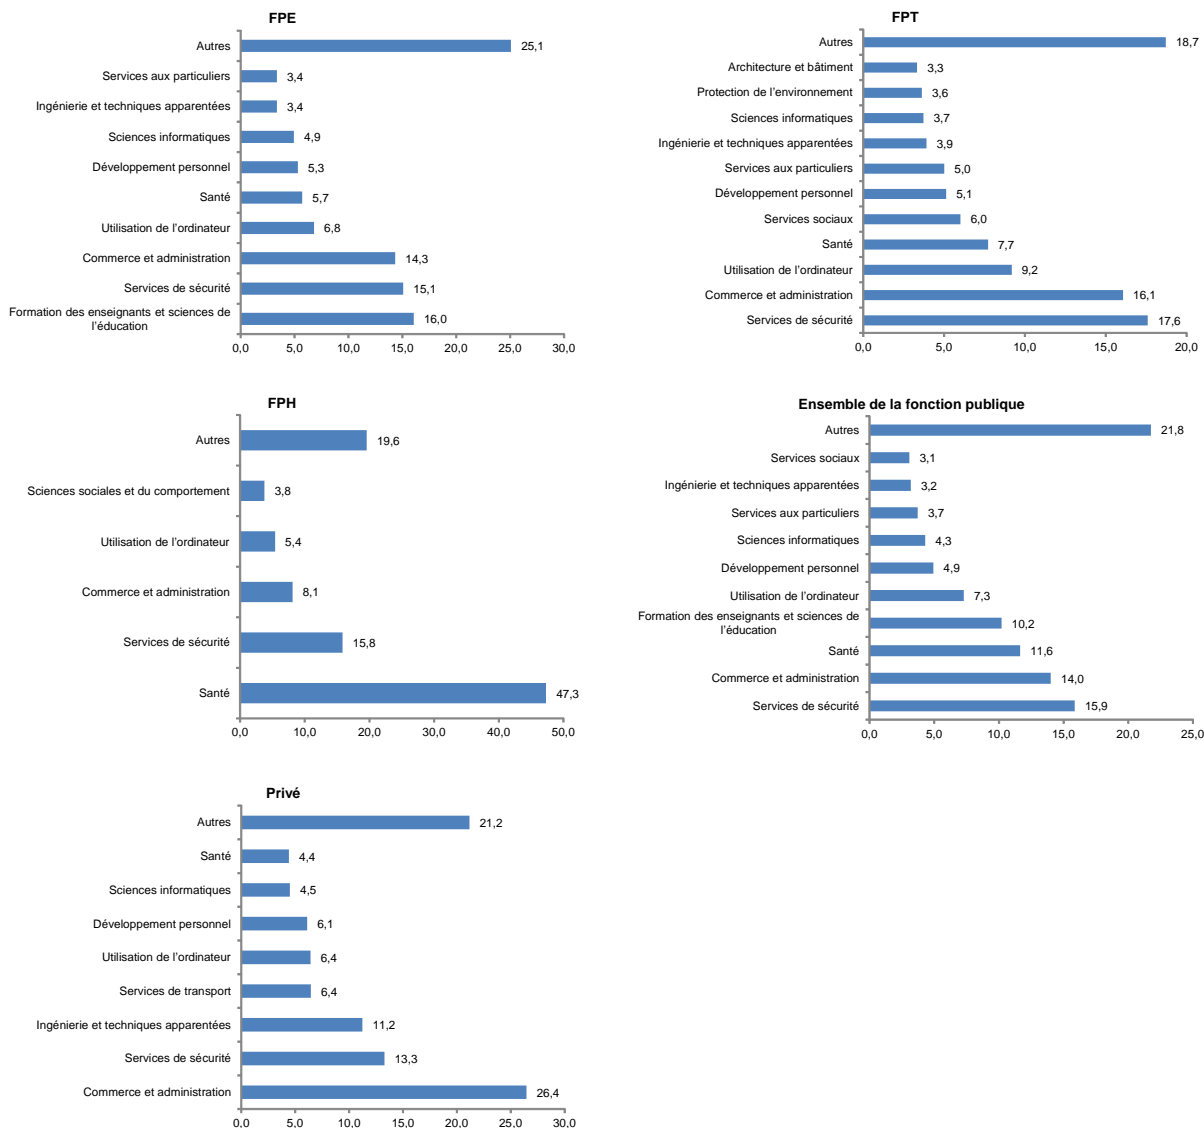 FPE
Autres
25,1
Services aux particuliers
3,4
Ingénierie et techniques apparentées
3,4
Sciences informatiques
4,9
Développement personnel
5,3
Santé
5,7
Utilisation de l'ordinateur
6,8
Commerce et administration
14,3
Services de sécurité
15,1
Formation des enseignants et sciences de
l'éducation
16,0
0,0 5,0 10,0 15,0 20,0 25,0 30,0
FPT
Autres
18,7
Architecture et bâtiment
3,3
Protection de l'environnement
3,6
Sciences informatiques
3,7
Ingénierie et techniques apparentées
3,9
Services aux particuliers
5,0
Développement personnel
5,1
Services sociaux
6,0
Santé
7,7
Utilisation de l'ordinateur
9,2
Commerce et administration
16,1
Services de sécurité
17,6
0,0 5,0 10,0 15,0 20,0
FPH
Autres
19,6
Sciences sociales et du comportement
3,8
Utilisation de l'ordinateur
5,4
Commerce et administration
8,1
Services de sécurité
15,8
Santé
47,3
0,0 10,0 20,0 30,0 40,0 50,0
Ensemble de la fonction publique
Autres
21,8
Services sociaux
3,1
Ingénierie et techniques apparentées
3,2
Services aux particuliers
3,7
Sciences informatiques
4,3
Développement personnel
4,9
Utilisation de l'ordinateur
7,3
Formation des enseignants et sciences de
l'éducation
10,2
Santé
11,6
Commerce et administration
14,0
Services de sécurité
15,9
0,0 5,0 10,0 15,0 20,0 25,0
Privé
Autres
21,2
Santé
4,4
Sciences informatiques
4,5
Développement personnel
6,1
Utilisation de l'ordinateur
6,4
Services de transport
6,4
Ingénierie et techniques apparentées
11,2
Services de sécurité
13,3
Commerce et administration
26,4
0,0 5,0 10,0 15,0 20,0 25,0 30,0